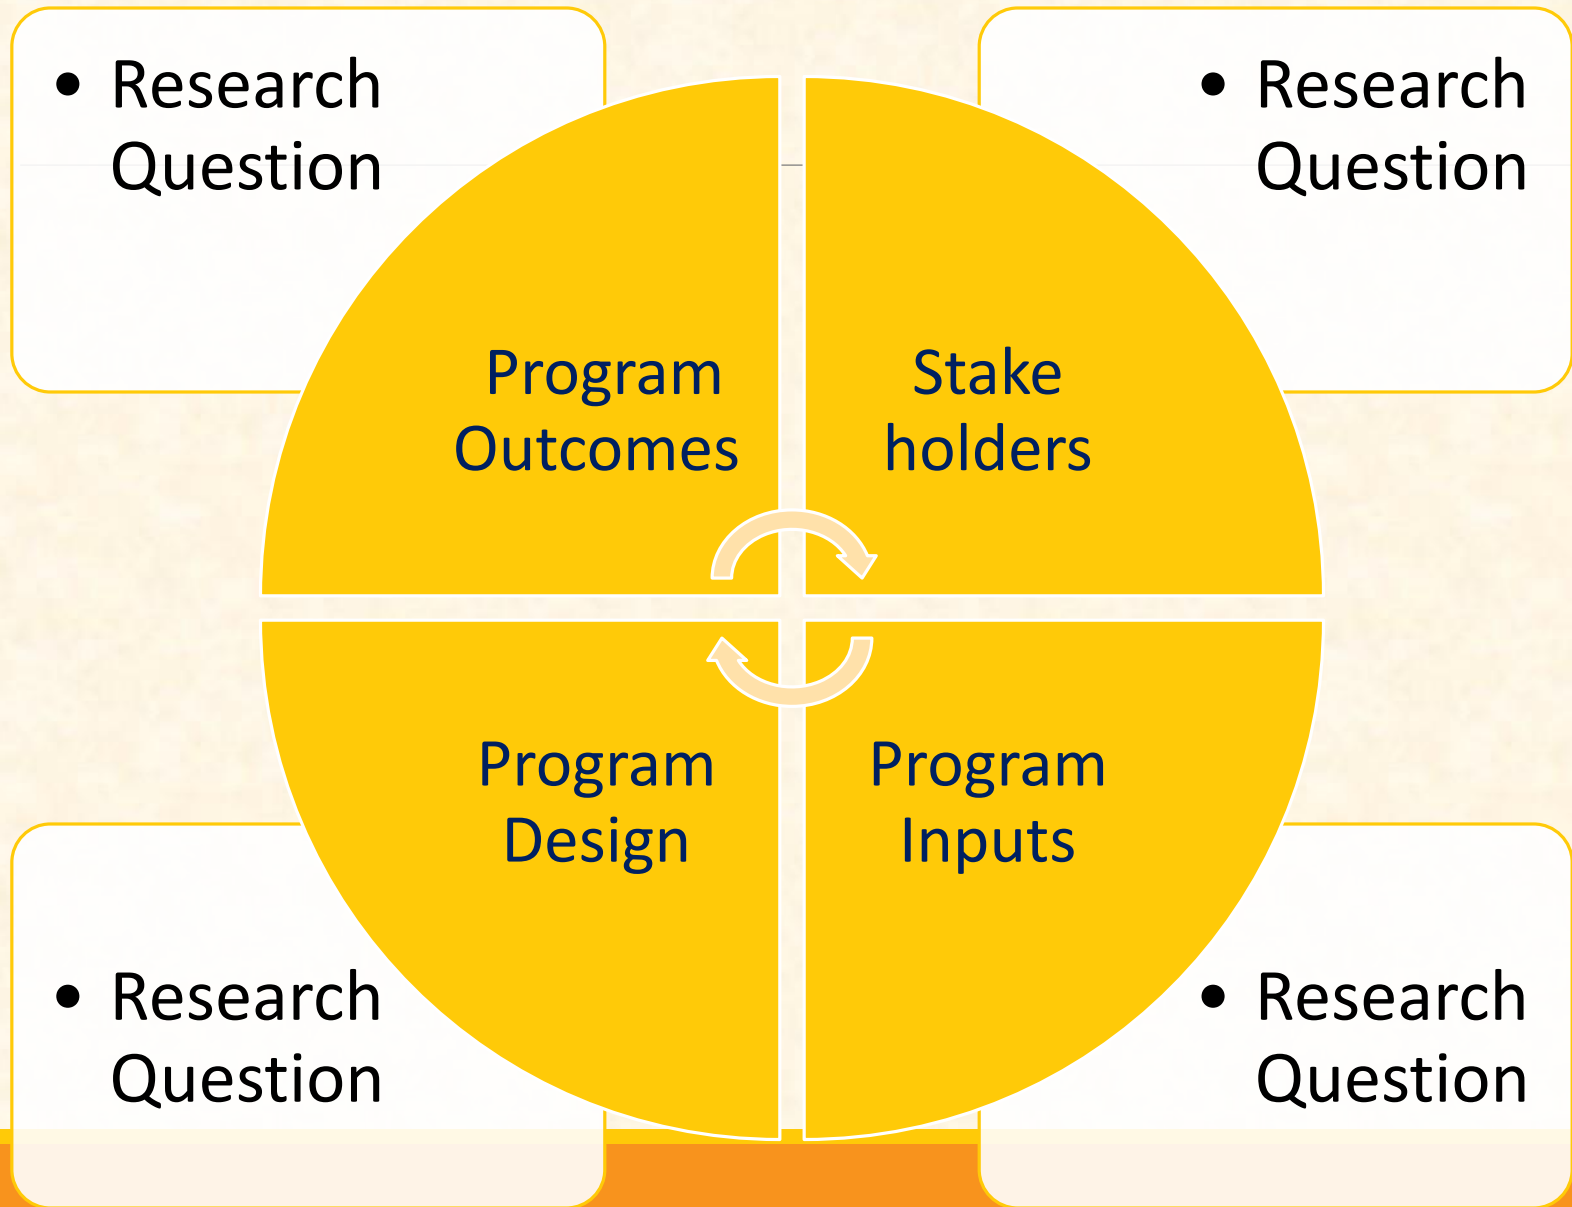 • Research
Question
• Research
Question
Program
Outcomes
Stake
holders
Program
Design
Program
Inputs
• Research
Question
• Research
Question